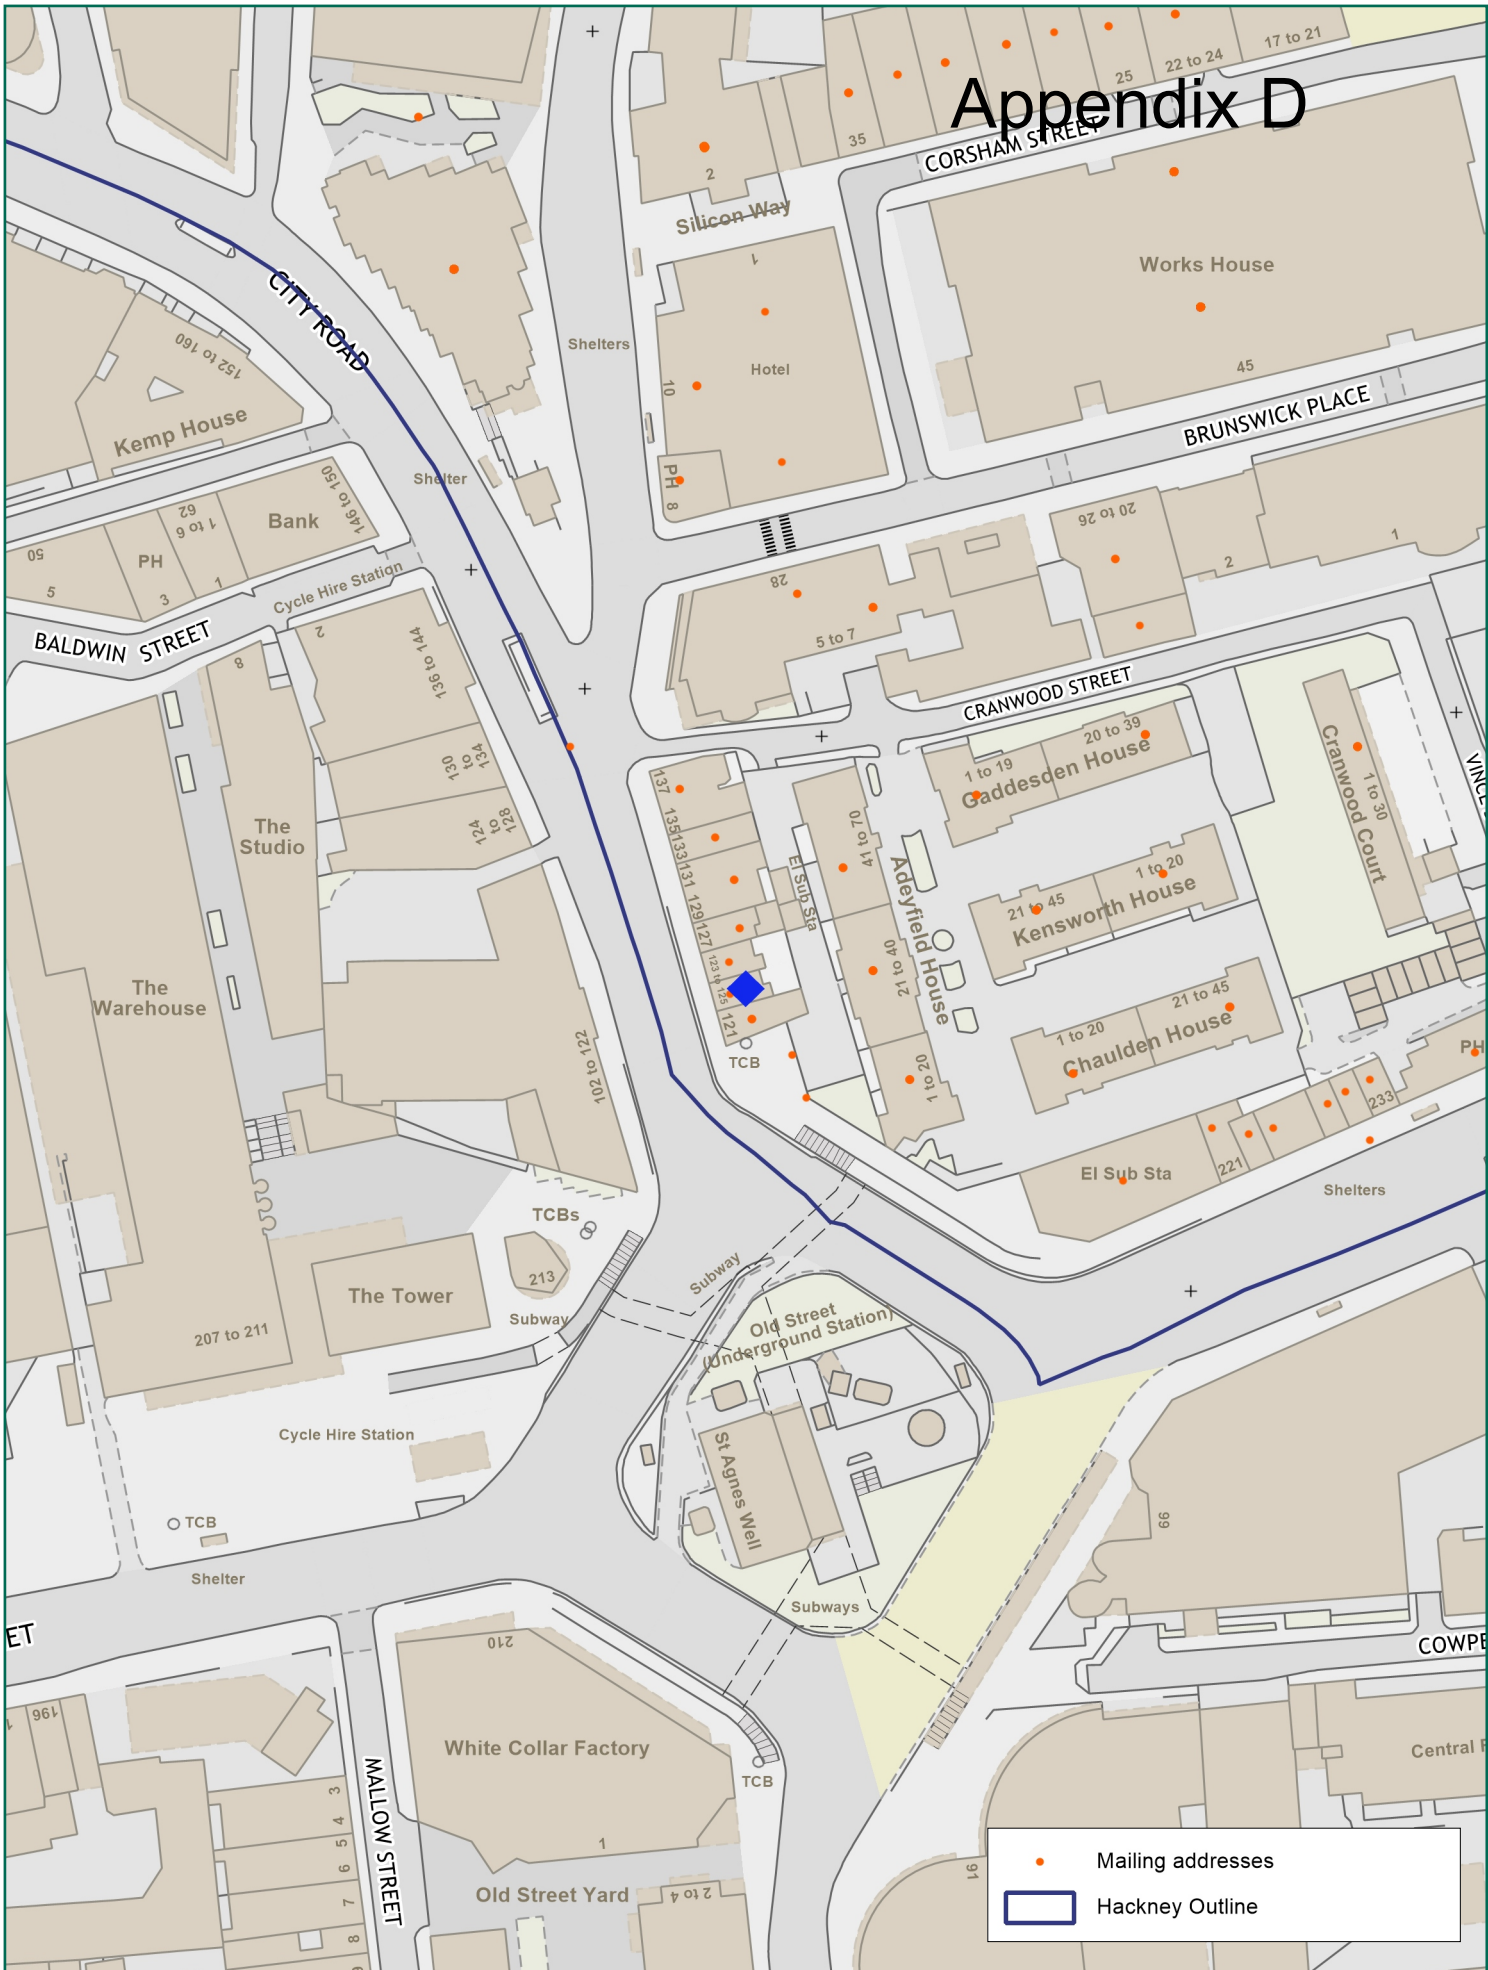 Appendix D
17 to 21
22 to 24
25
35
CORSHAM STREET
2
Silicon Way
1
Works House
45
CITY ROAD
152 to 160
Kemp House
Shelters
10
Hotel
BRUNSWICK PLACE
PH
8
Shelter
146 to 150
Bank
62
1 to 6
50
PH
5
3
1
Cycle Hire Station
BALDWIN STREET
28
5 to 7
20 to 26
2
1
CRANWOOD STREET
2
8
136 to 144
130 to 134
124 to 128
137
135
133
131
129
127
123 to 125
121
TCB
El Sub Sta
41 to 70
21 to 40
1 to 20
Adeyfield House
20 to 39
1 to 19
Gaddesden House
Cranwood Court
1 to 30
1 to 20
21 to 45
Kensworth House
21 to 45
1 to 20
Chaulden House
The
Studio
The
Warehouse
102 to 122
PH
233
221
El Sub Sta
Shelters
TCBs
213
The Tower
207 to 211
Subway
Subway
Old Street
(Underground Station)
St Agnes Well
Cycle Hire Station
TCB
Shelter
Subways
99
ET
210
COWPE
196
White Collar Factory
1
TCB
Central
MALLOW STREET
3
4
5
6
7
8
Old Street Yard
2 to 4
91
Mailing addresses
Hackney Outline